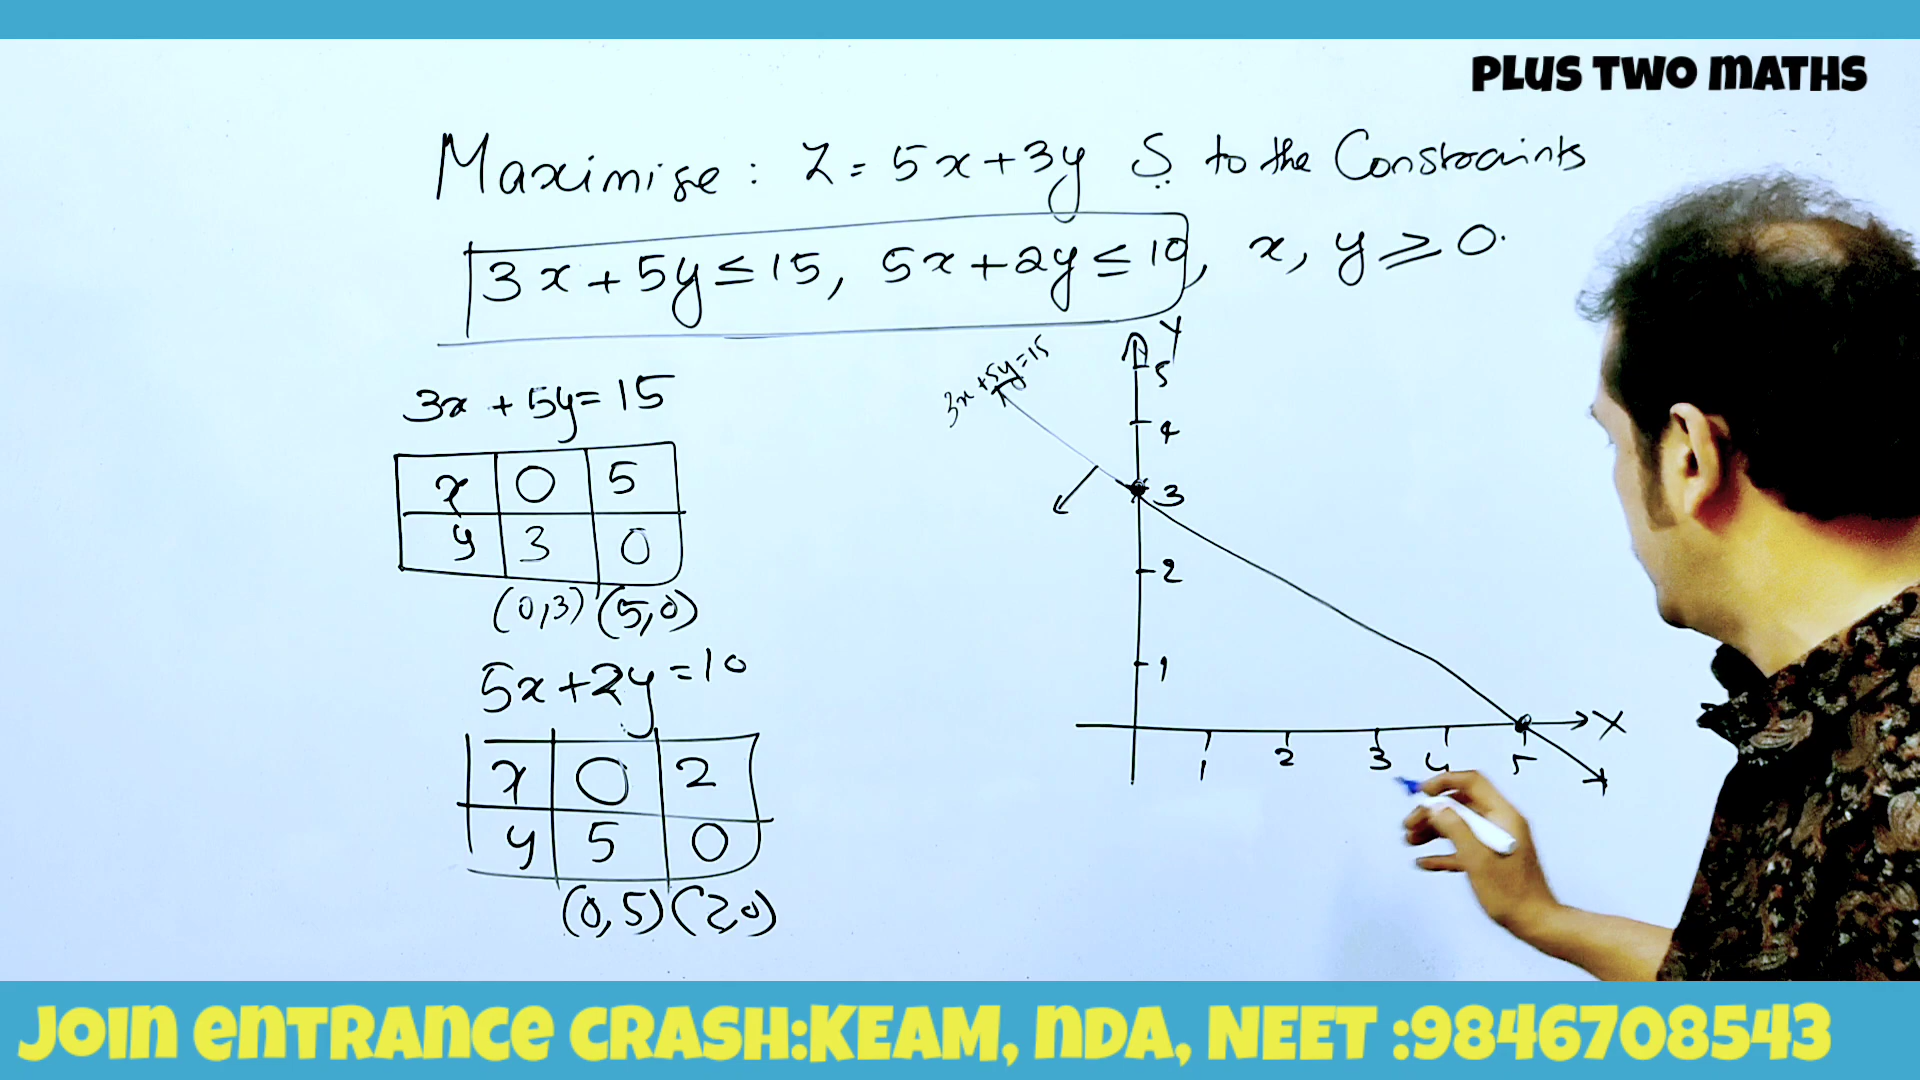 PLUS TWO MATHS
Maximise: Z = 5x + 3y S to the Constraints
3x + 5y ≤ 15, 5x + 2y ≤ 10, x, y ≥ 0.
3x + 5y = 15
x 0 5
y 3 0
(0,3) (5,0)
5x + 2y = 10
x 0 2
y 5 0
(0,5) (2,0)
3x + 5y = 15
Y
5
4
3
2
1
X
1 2 3 4 5
JOIN ENTRANCE CRASH:KEAM, NDA, NEET :9846708543